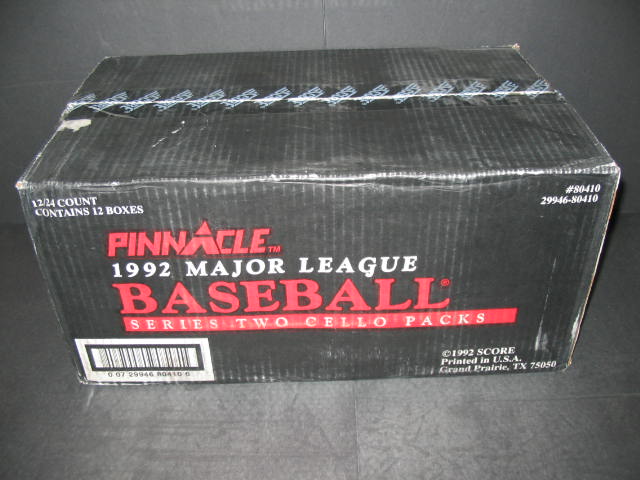 12/24 COUNT
CONTAINS 12 BOXES
#80410
29946-80410
PINNACLE™
1992 MAJOR LEAGUE
BASEBALL®
SERIES TWO CELLO PACKS
0 07 29946 80410 0
©1992 SCORE
Printed in U.S.A.
Grand Prairie, TX 75050